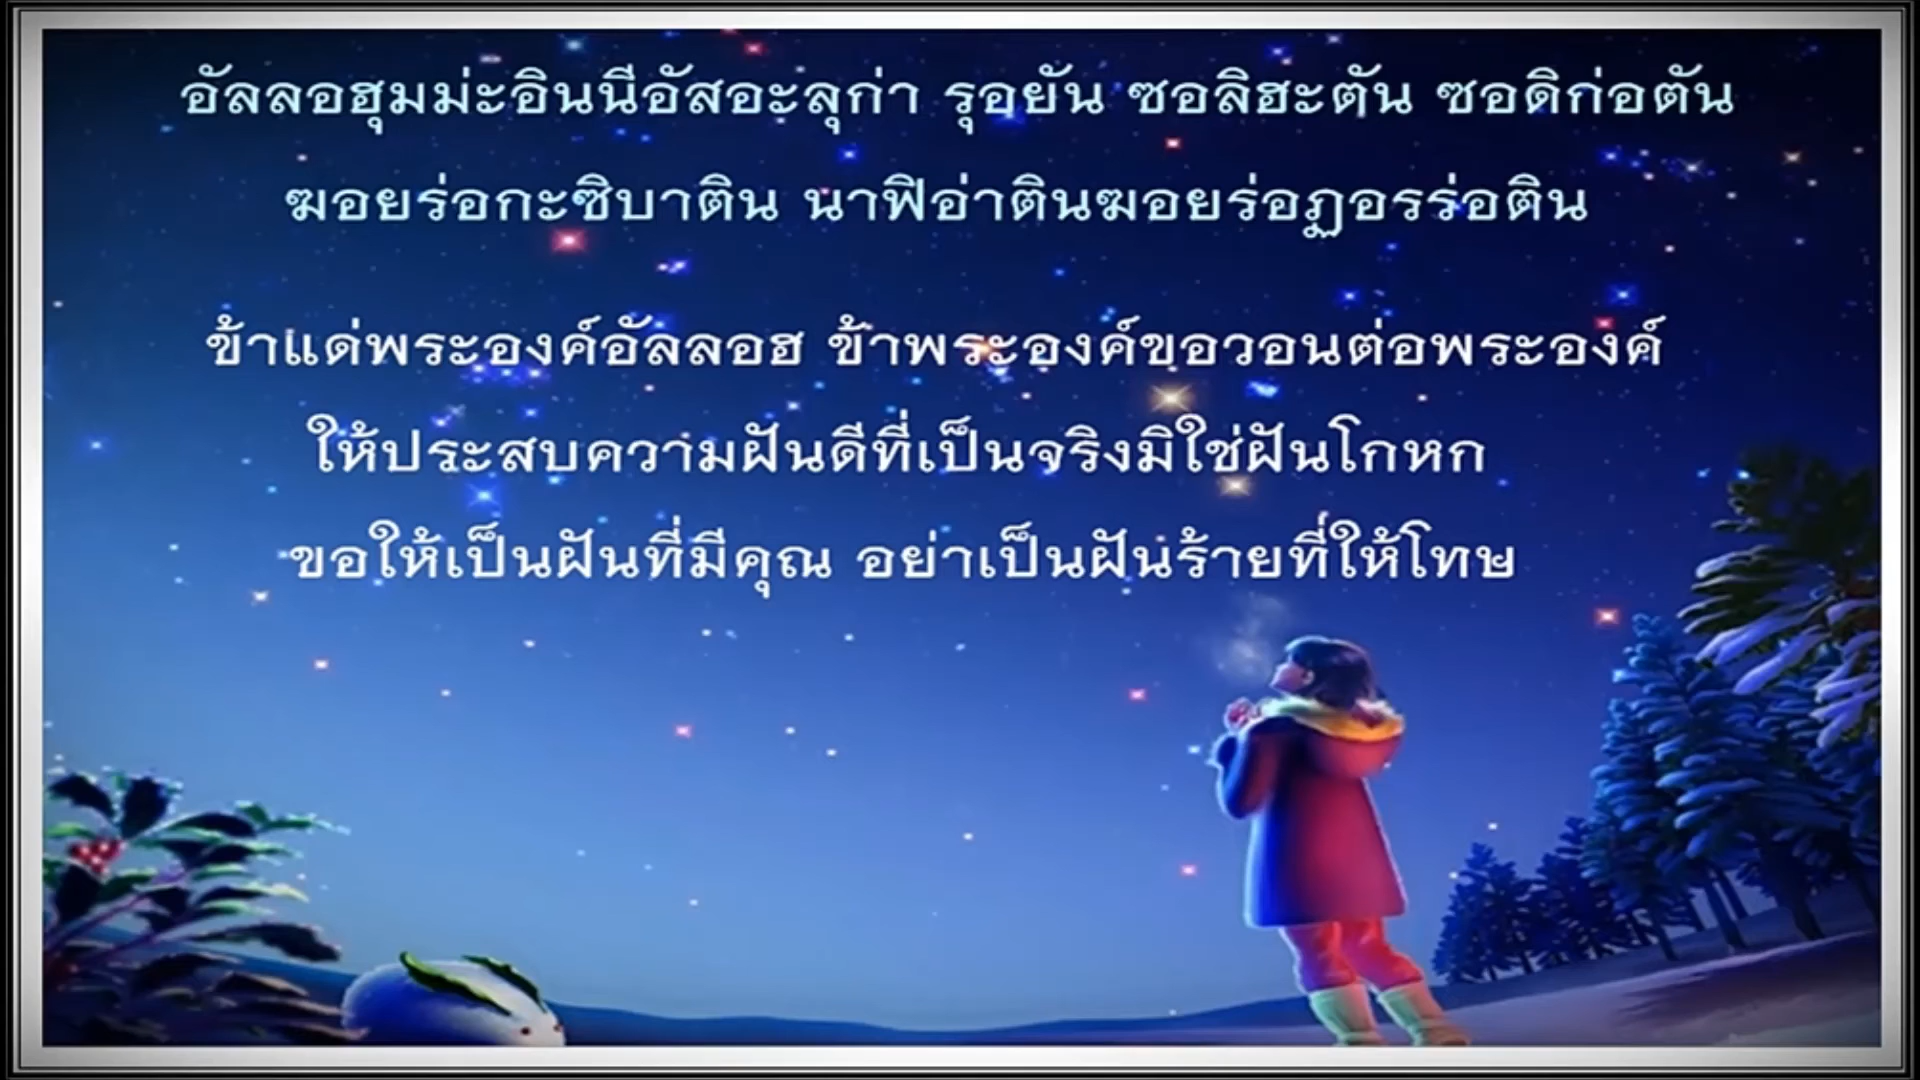 อัลลอฮุมม่ะอินนีอัสอะลุก่า รุอฺยัน ซอลิฮะตัน ซอดิก่อตัน
ฆอยร่อกะซิบาติน นาฟิอ่าตินฆอยร่อฏอรร่อติน
ข้าแด่พระองค์อัลลอฮ ข้าพระองค์ขอวอนต่อพระองค์
ให้ประสบความฝันดีที่เป็นจริงมิใช่ฝันโกหก
ขอให้เป็นฝันที่มีคุณ อย่าเป็นฝันร้ายที่ให้โทษ